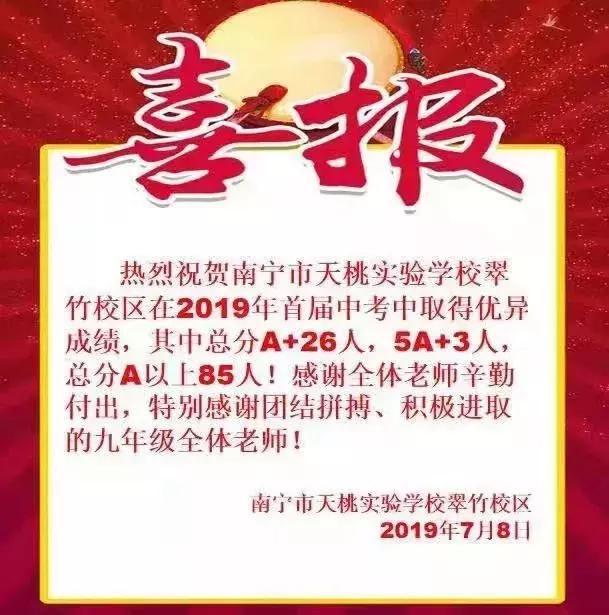 喜报
热烈祝贺南宁市天桃实验学校翠
竹校区在2019年首届中考中取得优异
成绩，其中总分A+26人，5A+3人，
总分A以上85人！感谢全体老师辛勤
付出，特别感谢团结拼搏、积极进取
的九年级全体老师！
南宁市天桃实验学校翠竹校区
2019年7月8日